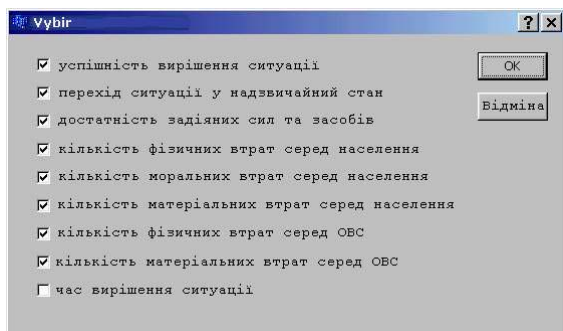 Vybir
успішність вирішення ситуації
OK
перехід ситуації у надзвичайний стан
Відміна
достатність задіяних сил та засобів
кількість фізичних втрат серед населення
кількість моральних втрат серед населення
кількість матеріальних втрат серед населення
кількість фізичних втрат серед ОВС
кількість матеріальних втрат серед ОВС
час вирішення ситуації